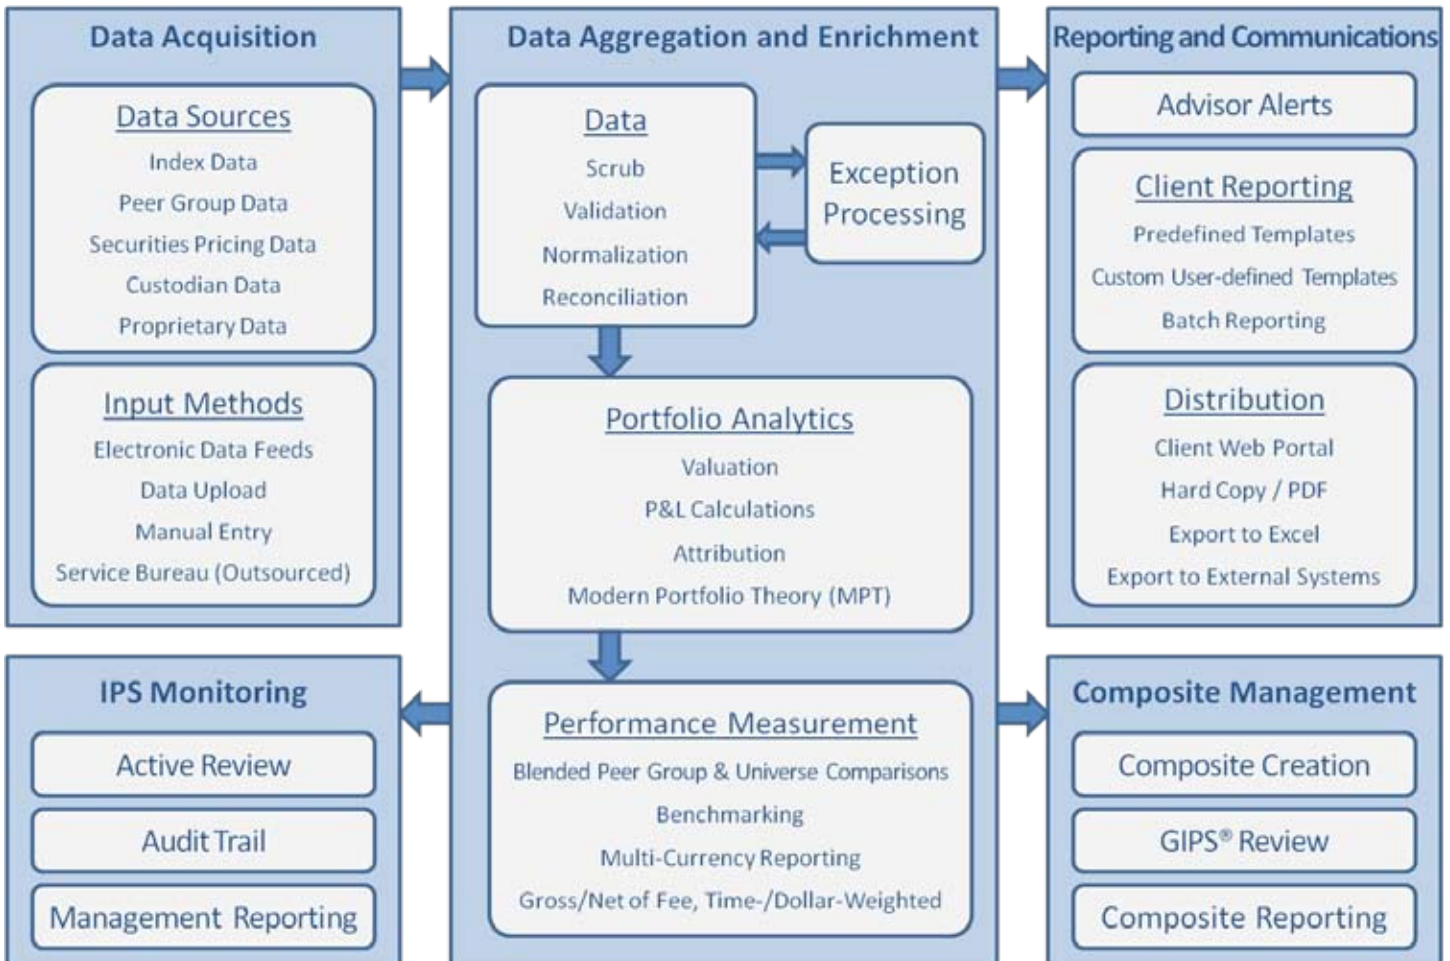 Data Acquisition
Data Sources
Index Data
Peer Group Data
Securities Pricing Data
Custodian Data
Proprietary Data
Input Methods
Electronic Data Feeds
Data Upload
Manual Entry
Service Bureau (Outsourced)
Data Aggregation and Enrichment
Data
Scrub
Validation
Normalization
Reconciliation
Exception
Processing
Portfolio Analytics
Valuation
P&L Calculations
Attribution
Modern Portfolio Theory (MPT)
Performance Measurement
Blended Peer Group & Universe Comparisons
Benchmarking
Multi-Currency Reporting
Gross/Net of Fee, Time-/Dollar-Weighted
Reporting and Communications
Advisor Alerts
Client Reporting
Predefined Templates
Custom User-defined Templates
Batch Reporting
Distribution
Client Web Portal
Hard Copy / PDF
Export to Excel
Export to External Systems
IPS Monitoring
Active Review
Audit Trail
Management Reporting
Composite Management
Composite Creation
GIPS® Review
Composite Reporting